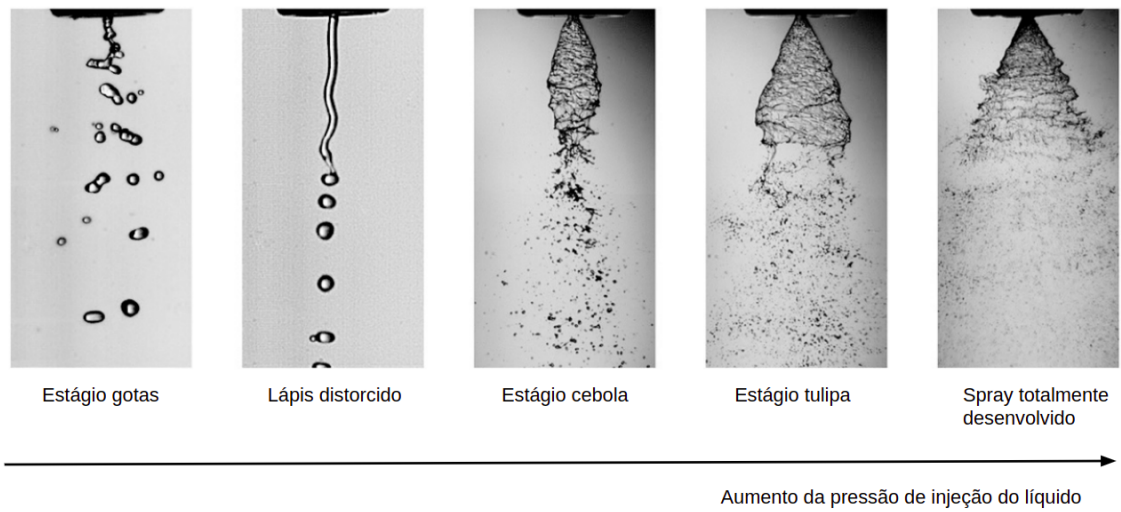 Estágio gotas
Lápis distorcido
Estágio cebola
Estágio tulipa
Spray totalmente
desenvolvido
Aumento da pressão de injeção do líquido